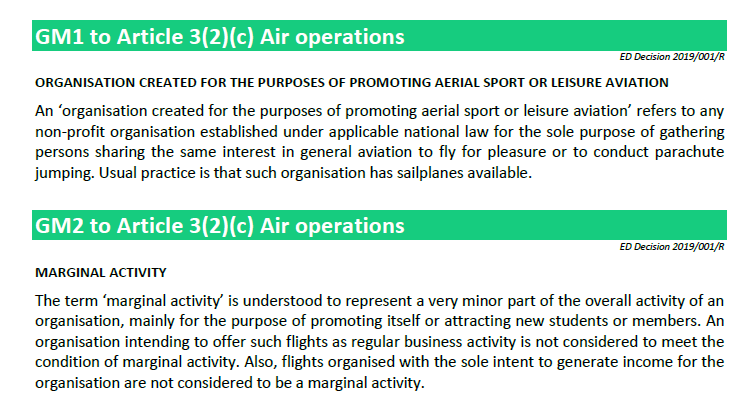 GM1 to Article 3(2)(c) Air operations
ED Decision 2019/001/R
ORGANISATION CREATED FOR THE PURPOSES OF PROMOTING AERIAL SPORT OR LEISURE AVIATION
An ‘organisation created for the purposes of promoting aerial sport or leisure aviation’ refers to any
non-profit organisation established under applicable national law for the sole purpose of gathering
persons sharing the same interest in general aviation to fly for pleasure or to conduct parachute
jumping. Usual practice is that such organisation has sailplanes available.
GM2 to Article 3(2)(c) Air operations
ED Decision 2019/001/R
MARGINAL ACTIVITY
The term ‘marginal activity’ is understood to represent a very minor part of the overall activity of an
organisation, mainly for the purpose of promoting itself or attracting new students or members. An
organisation intending to offer such flights as regular business activity is not considered to meet the
condition of marginal activity. Also, flights organised with the sole intent to generate income for the
organisation are not considered to be a marginal activity.